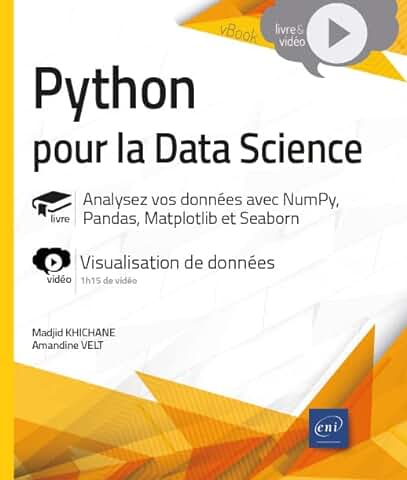 vBook
livre&
vidéo
Python
pour la Data Science
livre
Analysez vos données avec NumPy,
Pandas, Matplotlib et Seaborn
vidéo
Visualisation de données
1h15 de vidéo
Madjid KHICHANE
Amandine VELT
eni